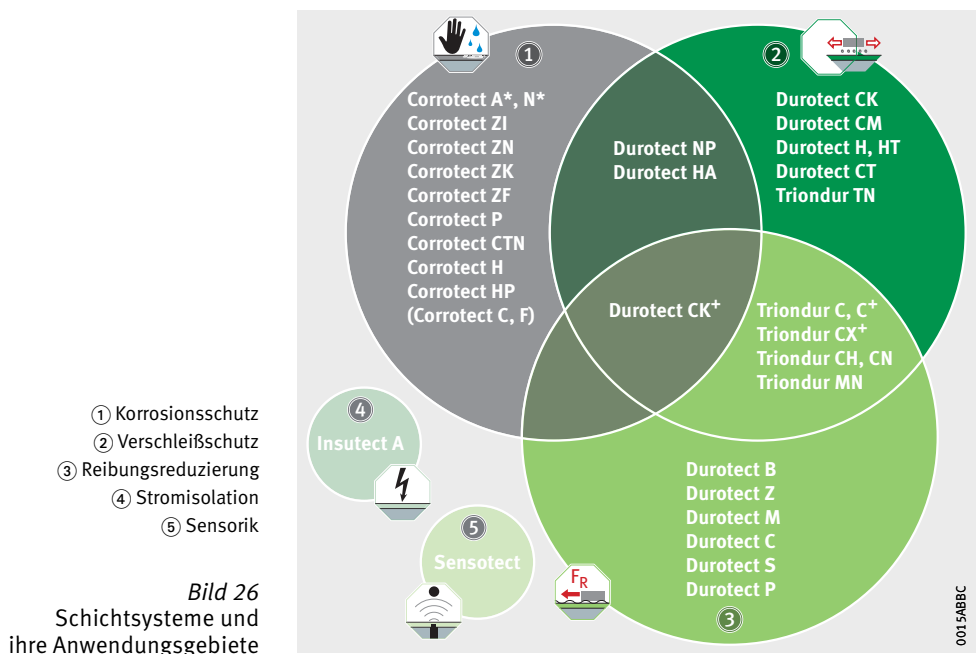 ① Korrosionsschutz
② Verschleißschutz
③ Reibungsreduzierung
④ Stromisolation
⑤ Sensorik
Bild 26
Schichtsysteme und
ihre Anwendungsgebiete
1
Corrotect A*, N*
Corrotect ZI
Corrotect ZN
Corrotect ZK
Corrotect ZF
Corrotect P
Corrotect CTN
Corrotect H
Corrotect HP
(Corrotect C, F)
Durotect NP
Durotect HA
2
Durotect CK
Durotect CM
Durotect H, HT
Durotect CT
Triondur TN
Durotect CK⁺
Triondur C, C⁺
Triondur CX⁺
Triondur CH, CN
Triondur MN
4
Insutect A
5
Sensotect
F_R
Durotect B
Durotect Z
Durotect M
Durotect C
Durotect S
Durotect P
3
0015ABBC